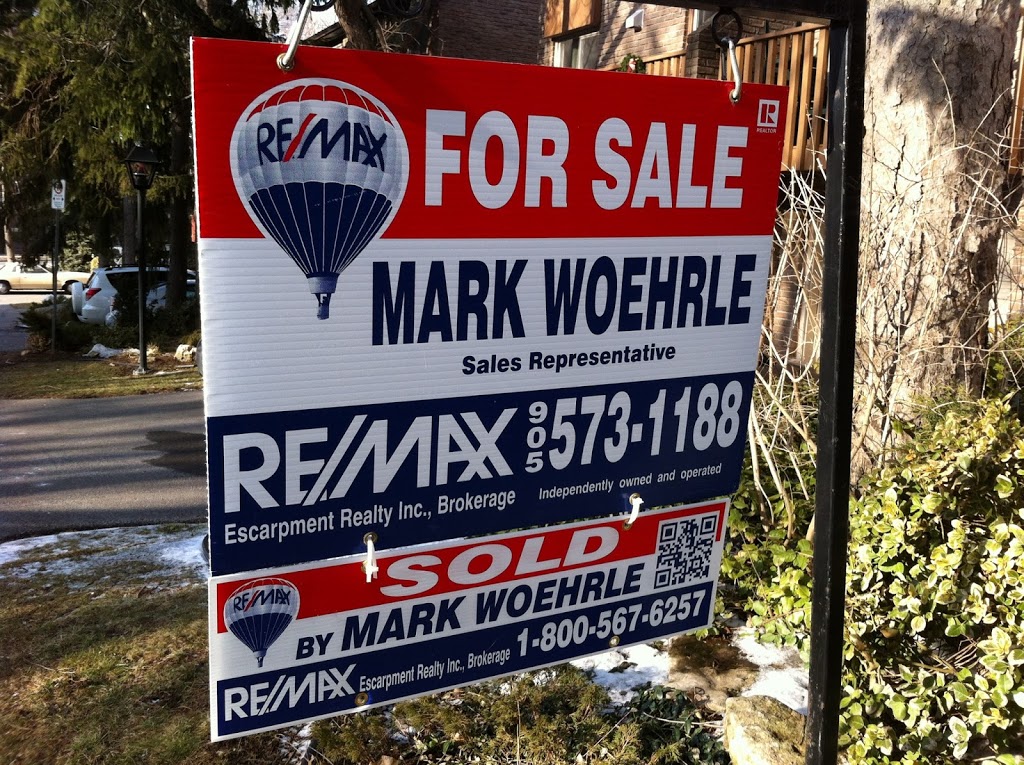 RE/MAX
FOR SALE
R
REALTOR
MARK WOEHRLE
Sales Representative
RE/MAX 905 573-1188
Escarpment Realty Inc., Brokerage Independently owned and operated
SOLD
RE/MAX
BY MARK WOEHRLE
RE/MAX Escarpment Realty Inc., Brokerage 1-800-567-6257